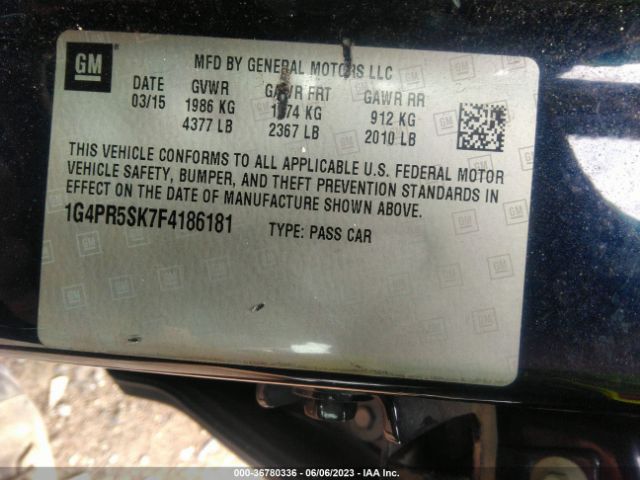 GM
MFD BY GENERAL MOTORS LLC
DATE GVWR GAWR FRT GAWR RR
03/15 1986 KG 1074 KG 912 KG
4377 LB 2367 LB 2010 LB
THIS VEHICLE CONFORMS TO ALL APPLICABLE U.S. FEDERAL MOTOR
VEHICLE SAFETY, BUMPER, AND THEFT PREVENTION STANDARDS IN
EFFECT ON THE DATE OF MANUFACTURE SHOWN ABOVE.
1G4PR5SK7F4186181 TYPE: PASS CAR
000-36780336 - 06/06/2023 - IAA Inc.